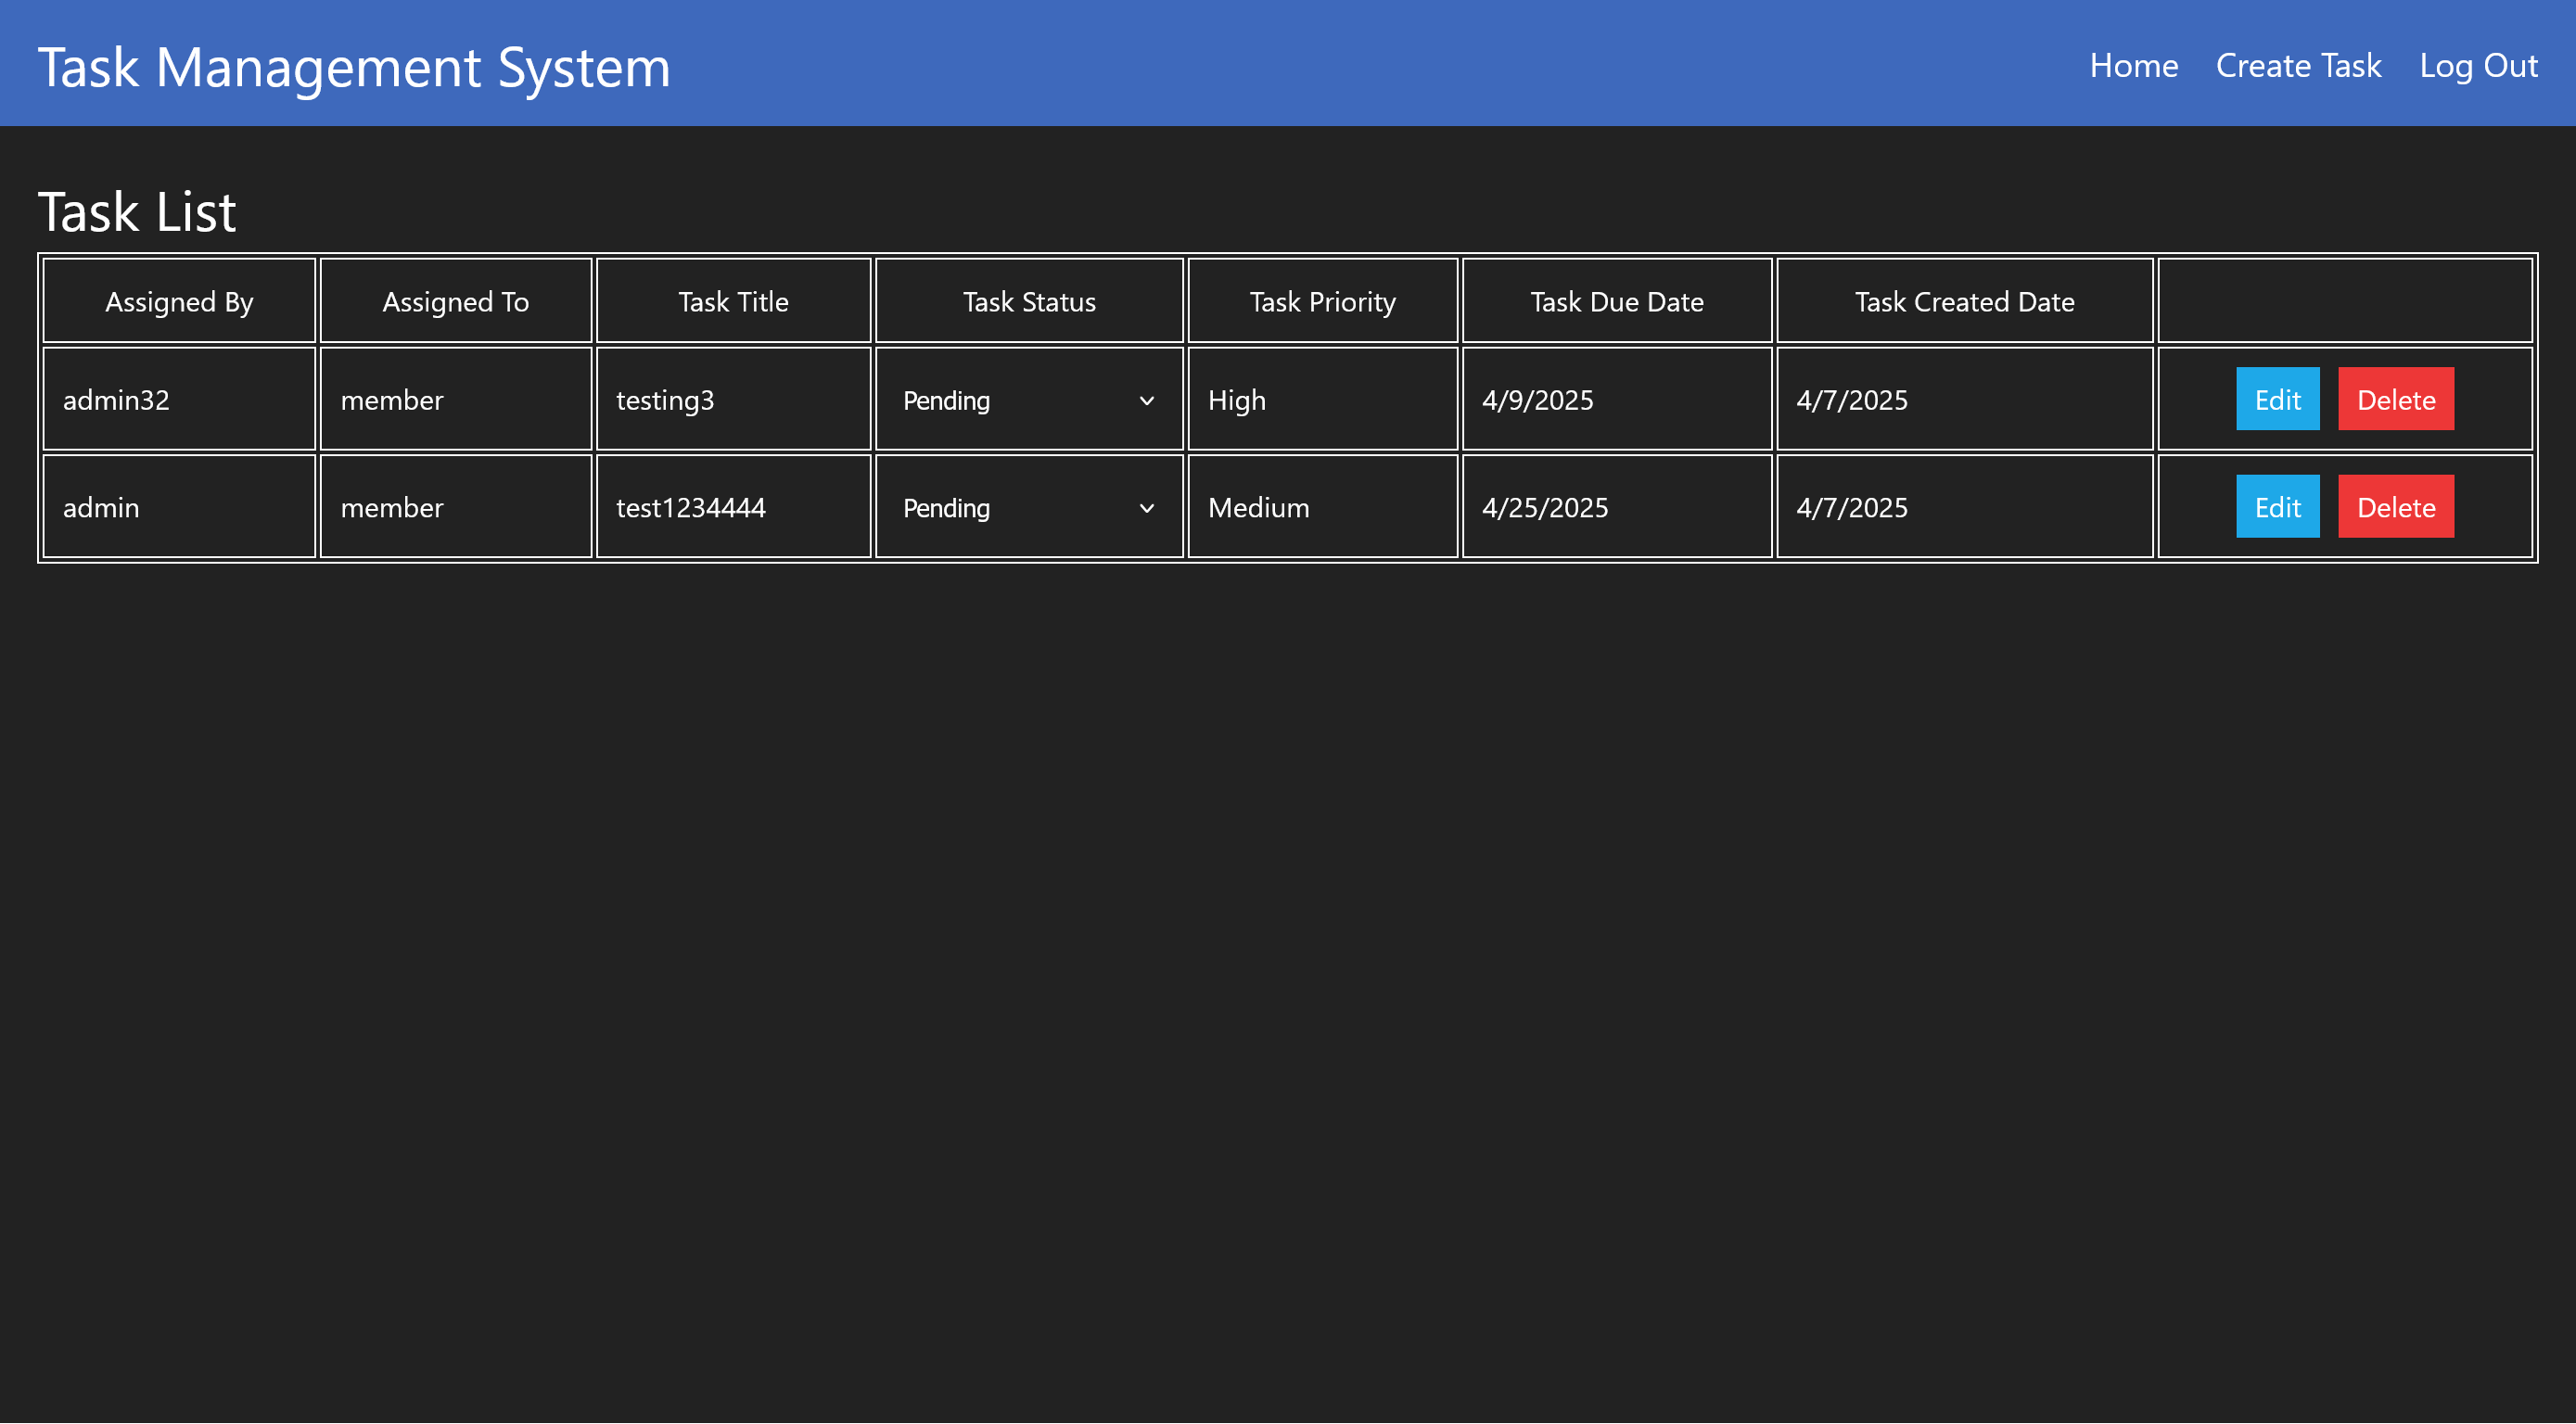 Task Management System Home Create Task Log Out
Task List
Assigned By Assigned To Task Title Task Status Task Priority Task Due Date Task Created Date
admin32 member testing3 Pending High 4/9/2025 4/7/2025 Edit Delete
admin member test1234444 Pending Medium 4/25/2025 4/7/2025 Edit Delete